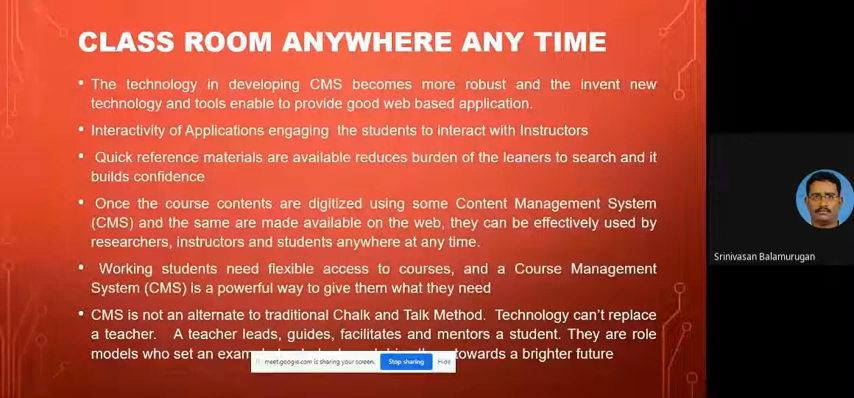 CLASS ROOM ANYWHERE ANY TIME
• The technology in developing CMS becomes more robust and the invent new
technology and tools enable to provide good web based application.
• Interactivity of Applications engaging the students to interact with Instructors
• Quick reference materials are available reduces burden of the leaners to search and it
builds confidence
• Once the course contents are digitized using some Content Management System
(CMS) and the same are made available on the web, they can be effectively used by
researchers, instructors and students anywhere at any time.
• Working students need flexible access to courses, and a Course Management
System (CMS) is a powerful way to give them what they need
• CMS is not an alternate to traditional Chalk and Talk Method. Technology can't replace
a teacher. A teacher leads, guides, facilitates and mentors a student. They are role
models who set an towards a brighter future
meet.google.com is sharing your screen. Stop sharing Hide
Srinivasan Balamurugan